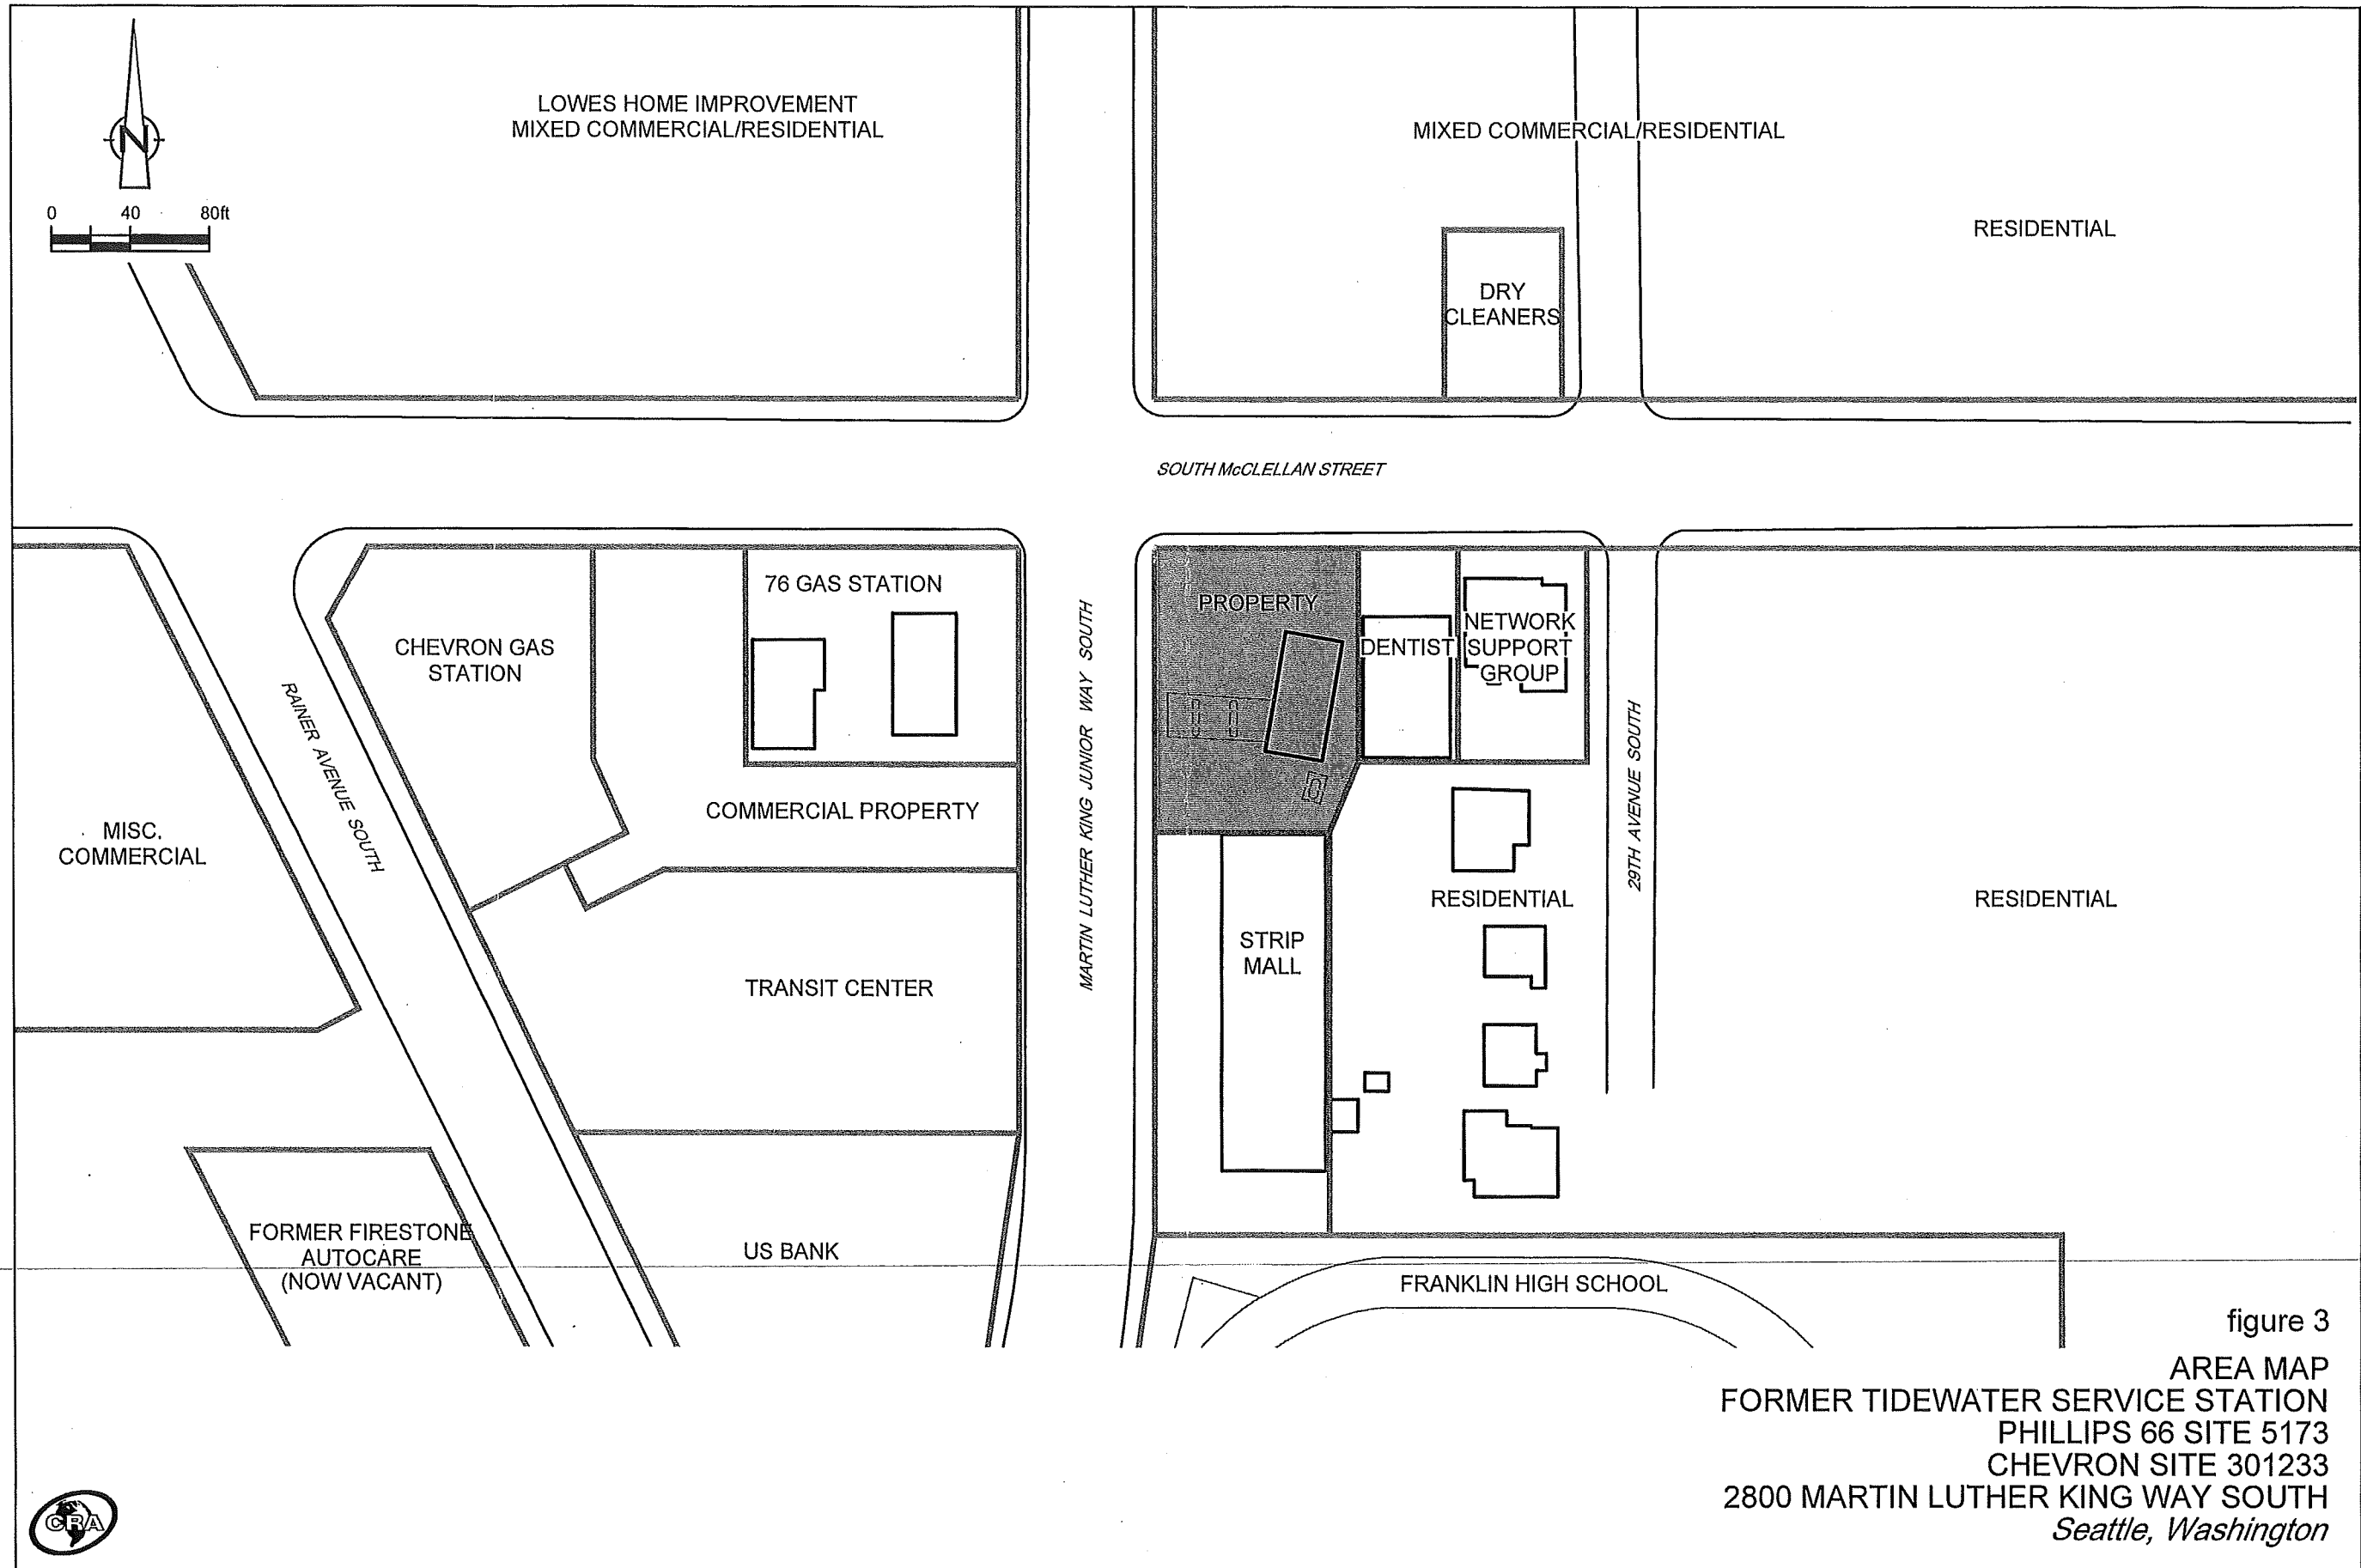 LOWES HOME IMPROVEMENT
MIXED COMMERCIAL/RESIDENTIAL
MIXED COMMERCIAL/RESIDENTIAL
N
0 40 80ft
RESIDENTIAL
DRY
CLEANERS
SOUTH McCLELLAN STREET
76 GAS STATION
CHEVRON GAS
STATION
PROPERTY
DENTIST
NETWORK
SUPPORT
GROUP
RAINER AVENUE SOUTH
MARTIN LUTHER KING JUNIOR WAY SOUTH
29TH AVENUE SOUTH
COMMERCIAL PROPERTY
MISC.
COMMERCIAL
RESIDENTIAL
RESIDENTIAL
STRIP
MALL
TRANSIT CENTER
FORMER FIRESTONE
AUTOCARE
(NOW VACANT)
US BANK
FRANKLIN HIGH SCHOOL
figure 3
AREA MAP
FORMER TIDEWATER SERVICE STATION
PHILLIPS 66 SITE 5173
CHEVRON SITE 301233
2800 MARTIN LUTHER KING WAY SOUTH
Seattle, Washington
CRA